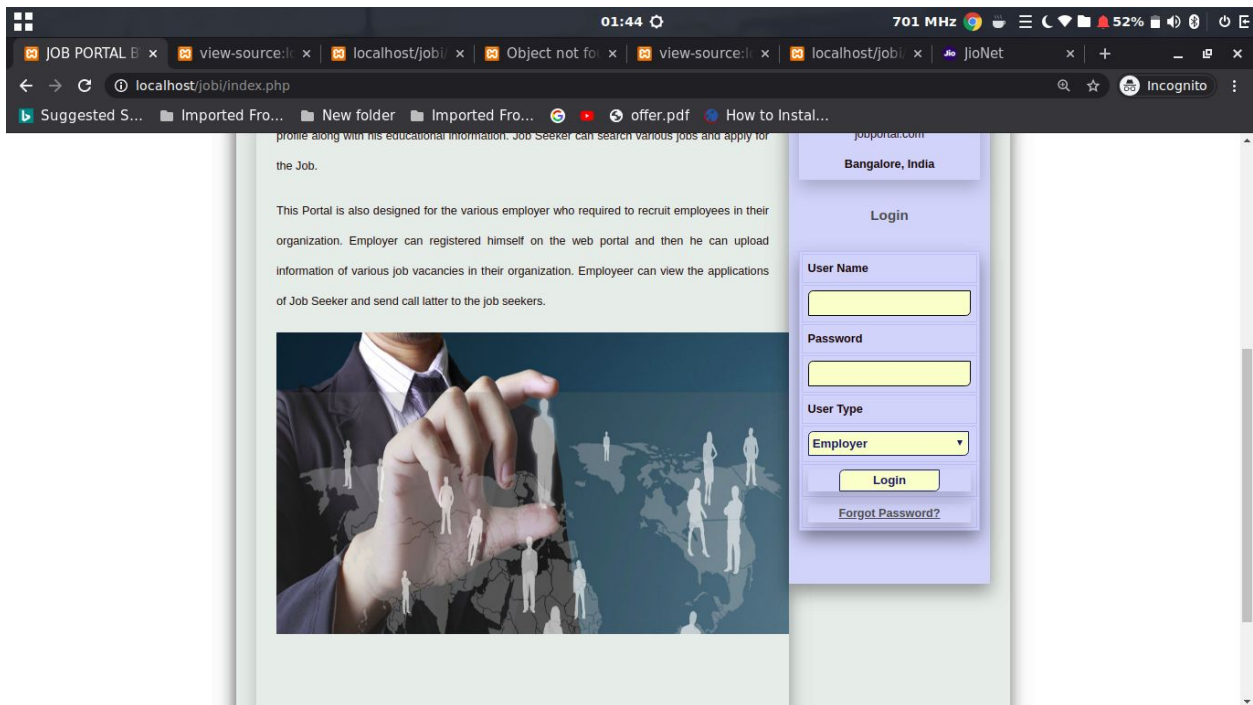 01:44
701 MHz
52%
JOB PORTAL B
view-source:lo
localhost/jobi/
Object not fou
view-source:lo
localhost/jobi/
Jio JioNet
localhost/jobi/index.php
Incognito
Suggested S...
Imported Fro...
New folder
Imported Fro...
offer.pdf
How to Instal...
profile along with his educational information. Job Seeker can search various jobs and apply for
the Job.
This Portal is also designed for the various employer who required to recruit employees in their
organization. Employer can registered himself on the web portal and then he can upload
information of various job vacancies in their organization. Employeer can view the applications
of Job Seeker and send call latter to the job seekers.
jobportal.com
Bangalore, India
Login
User Name
Password
User Type
Employer
Login
Forgot Password?